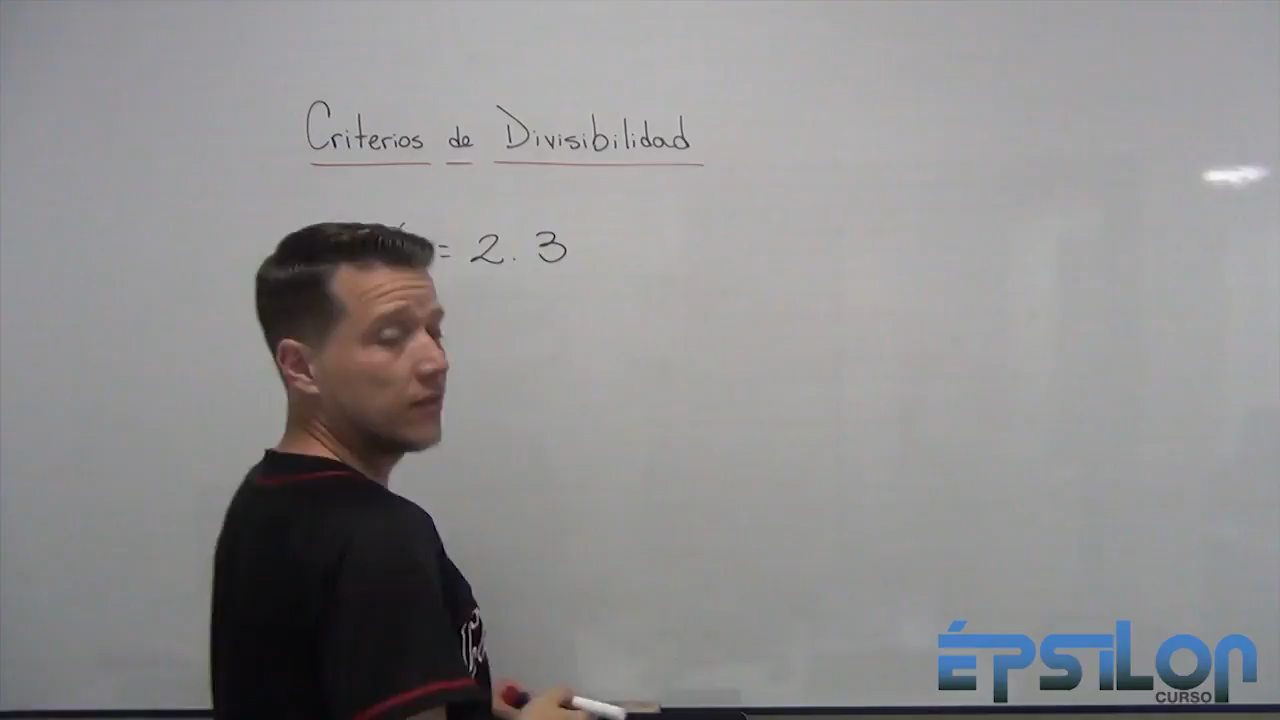 Criterios de Divisibilidad
= 2 . 3
ÉPSILON
CURSO